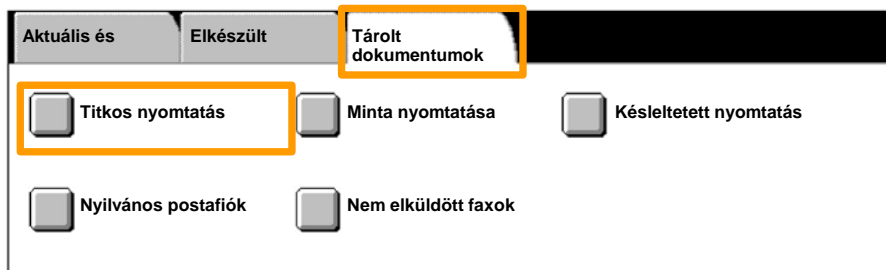 Aktuális és
Elkészült
Tárolt
dokumentumok
Titkos nyomtatás
Minta nyomtatása
Késleltetett nyomtatás
Nyilvános postafiók
Nem elküldött faxok